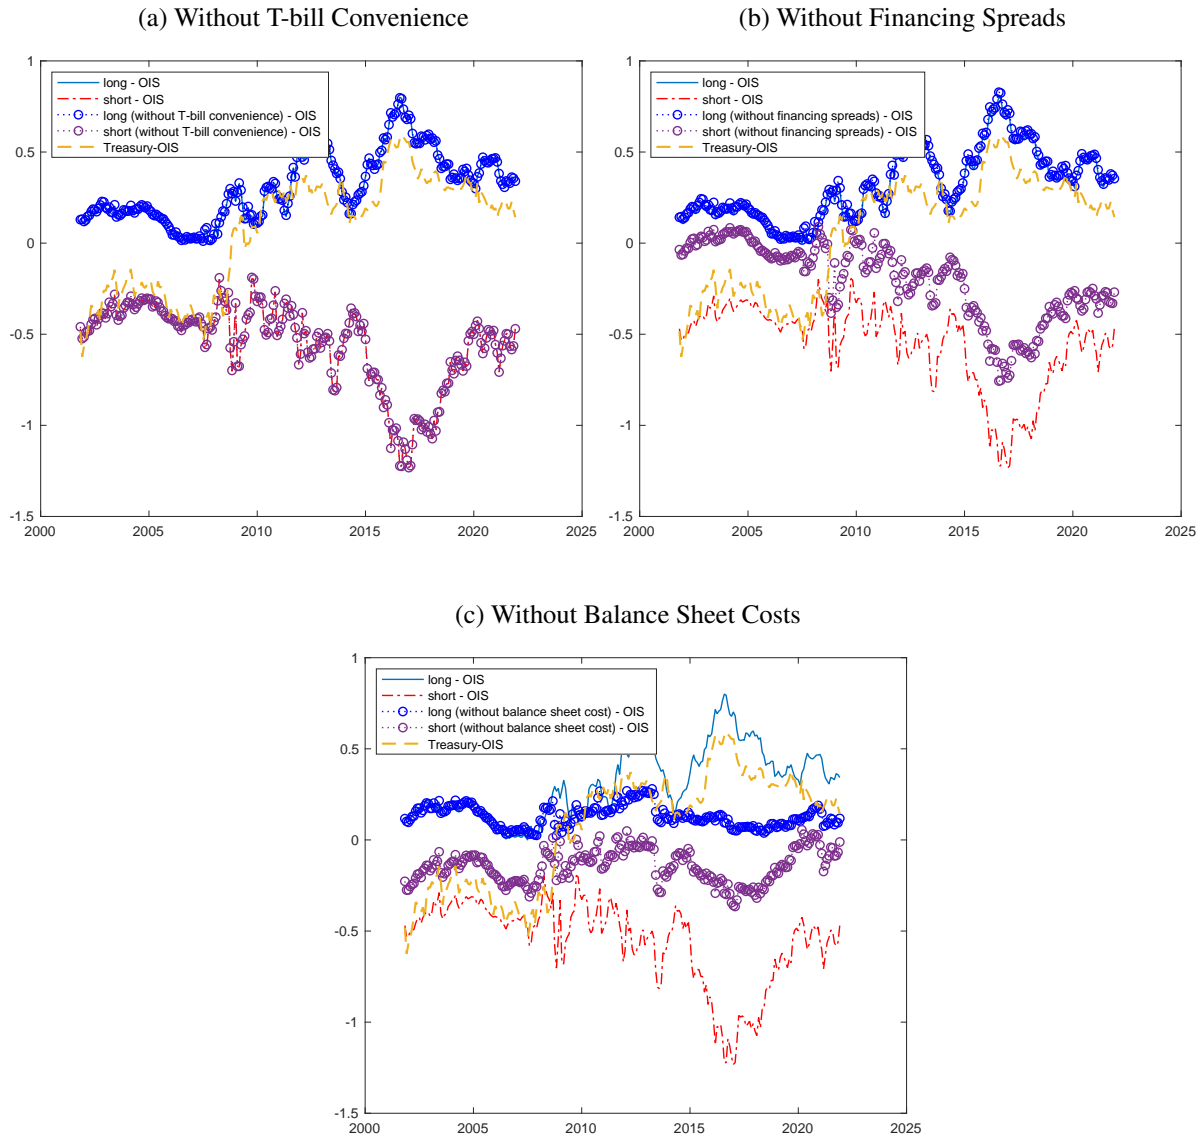 (a) Without T-bill Convenience
1
0.5
0
-0.5
-1
-1.5
2000
2005
2010
2015
2020
2025
long - OIS
short - OIS
long (without T-bill convenience) - OIS
short (without T-bill convenience) - OIS
Treasury-OIS
(b) Without Financing Spreads
1
0.5
0
-0.5
-1
-1.5
2000
2005
2010
2015
2020
2025
long - OIS
short - OIS
long (without financing spreads) - OIS
short (without financing spreads) - OIS
Treasury-OIS
(c) Without Balance Sheet Costs
1
0.5
0
-0.5
-1
-1.5
2000
2005
2010
2015
2020
2025
long - OIS
short - OIS
long (without balance sheet cost) - OIS
short (without balance sheet cost) - OIS
Treasury-OIS